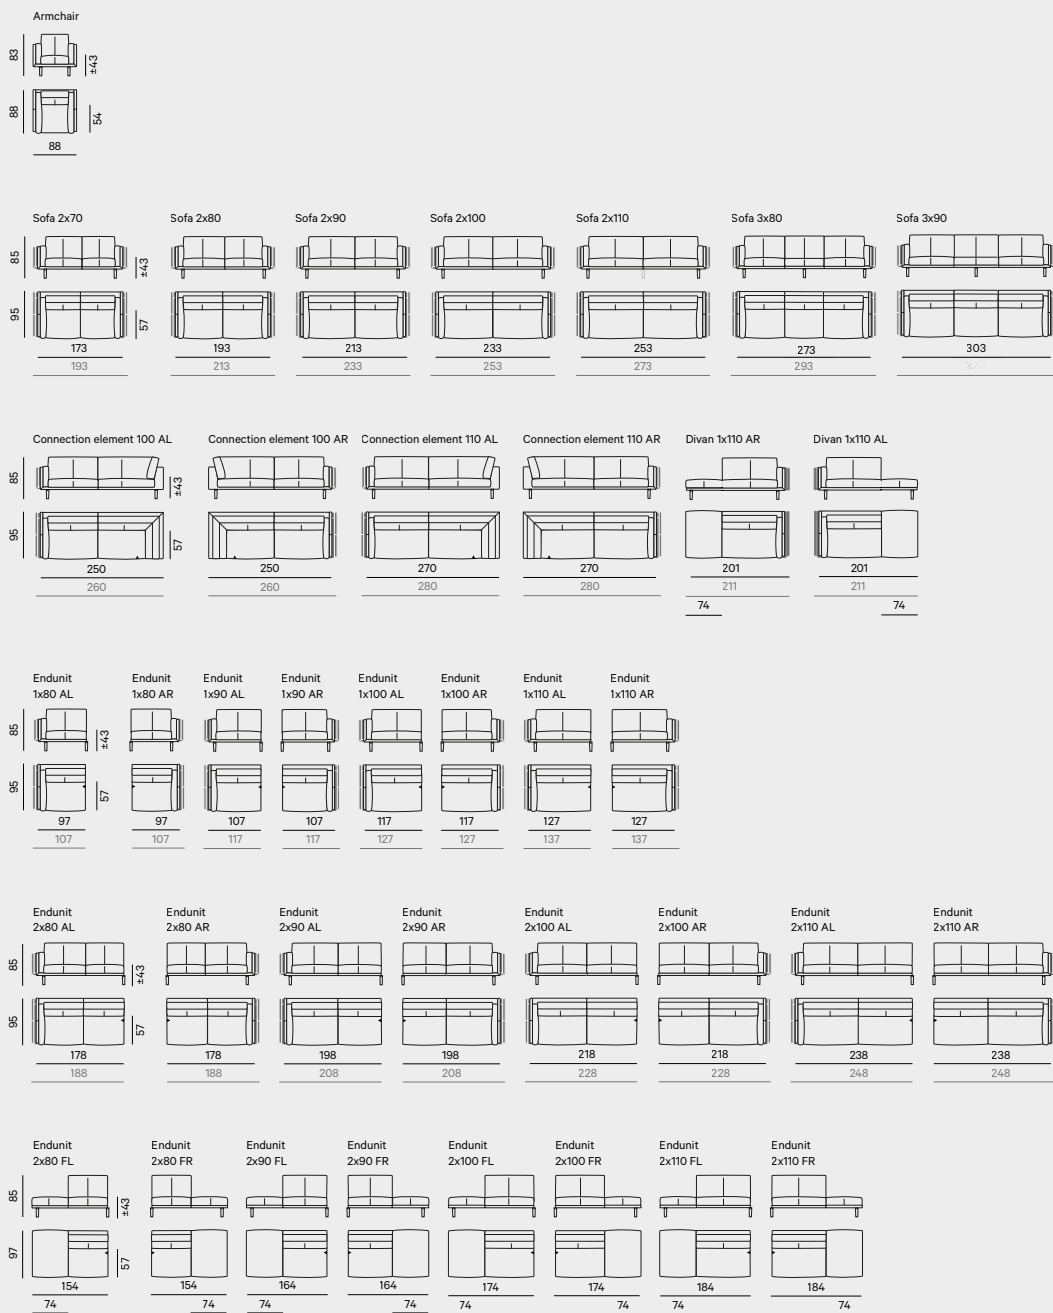 Armchair
83
±43
88
54
88
Sofa 2x70
Sofa 2x80
Sofa 2x90
Sofa 2x100
Sofa 2x110
Sofa 3x80
Sofa 3x90
85
±43
95
57
173
193
213
233
253
273
303
193
213
233
253
273
293
Connection element 100 AL
Connection element 100 AR
Connection element 110 AL
Connection element 110 AR
Divan 1x110 AR
Divan 1x110 AL
85
±43
95
57
250
250
270
270
201
201
260
260
280
280
211
211
74
74
Endunit
1x80 AL
Endunit
1x80 AR
Endunit
1x90 AL
Endunit
1x90 AR
Endunit
1x100 AL
Endunit
1x100 AR
Endunit
1x110 AL
Endunit
1x110 AR
85
±43
95
57
97
97
107
107
117
117
127
127
107
107
117
117
127
127
137
137
Endunit
2x80 AL
Endunit
2x80 AR
Endunit
2x90 AL
Endunit
2x90 AR
Endunit
2x100 AL
Endunit
2x100 AR
Endunit
2x110 AL
Endunit
2x110 AR
85
±43
95
57
178
178
198
198
218
218
238
238
188
188
208
208
228
228
248
248
Endunit
2x80 FL
Endunit
2x80 FR
Endunit
2x90 FL
Endunit
2x90 FR
Endunit
2x100 FL
Endunit
2x100 FR
Endunit
2x110 FL
Endunit
2x110 FR
85
±43
97
57
154
154
164
164
174
174
184
184
74
74
74
74
74
74
74
74